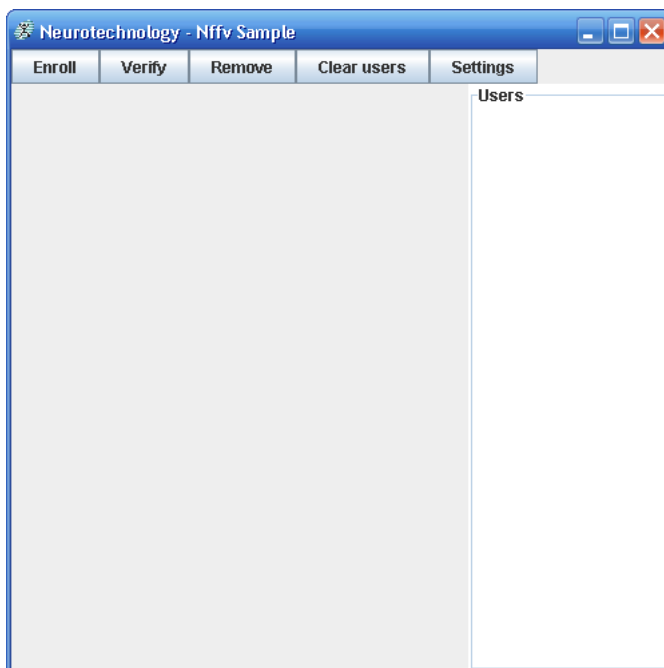 Neurotechnology - Nffv Sample
Enroll Verify Remove Clear users Settings
Users